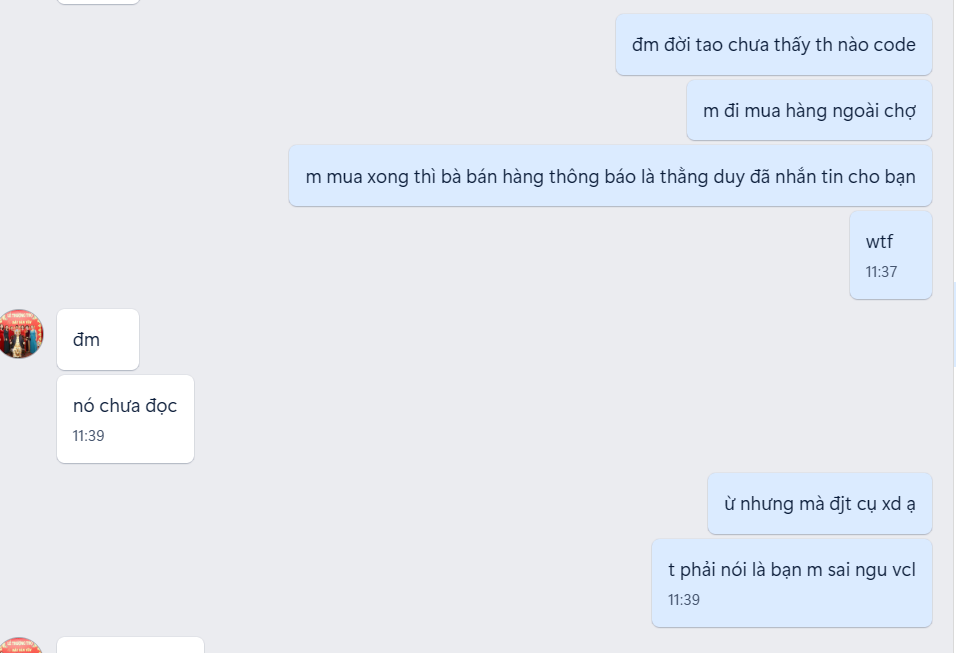 đm đời tao chưa thấy th nào code
m đi mua hàng ngoài chợ
m mua xong thì bà bán hàng thông báo là thằng duy đã nhắn tin cho bạn
wtf
11:37
đm
nó chưa đọc
11:39
ừ nhưng mà địt cụ xd ạ
t phải nói là bạn m sai ngu vcl
11:39